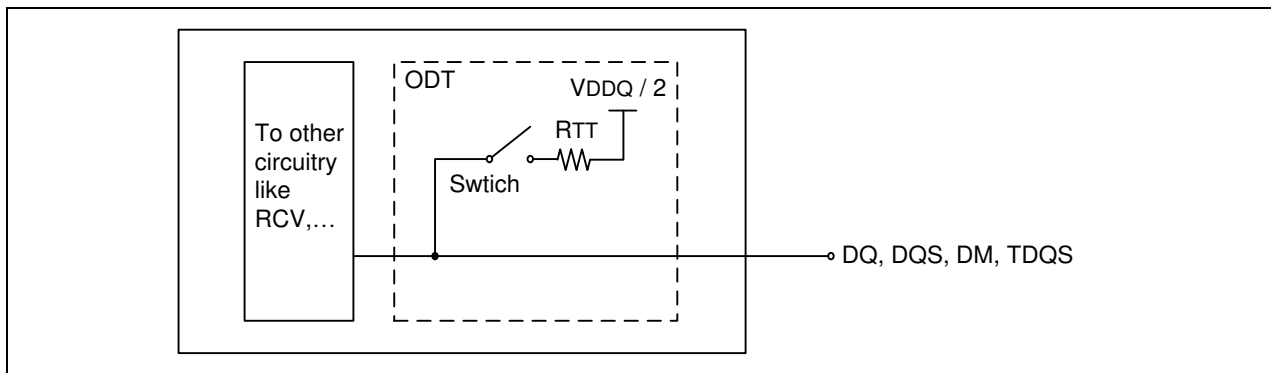 ODT
VDDQ / 2
RTT
Swtich
To other
circuitry
like
RCV,…
DQ, DQS, DM, TDQS